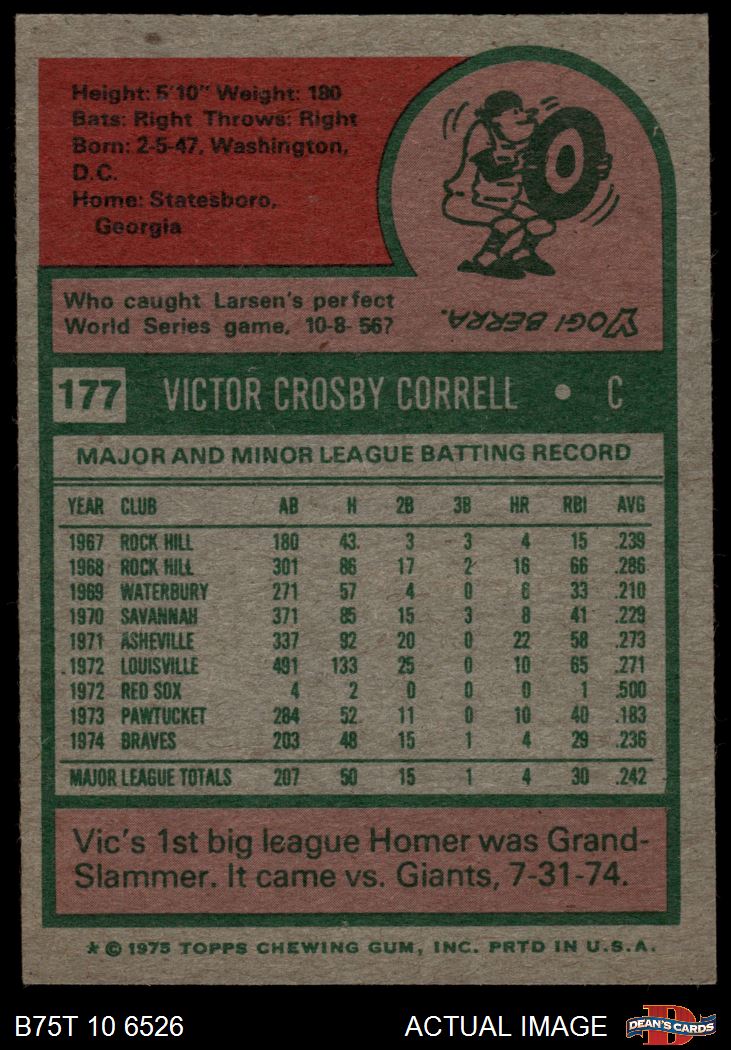 Height: 5'10" Weight: 180
Bats: Right Throws: Right
Born: 2-5-47, Washington,
D.C.
Home: Statesboro,
Georgia
Who caught Larsen's perfect
World Series game, 10-8-56?
YOGI BERRA.
177 VICTOR CROSBY CORRELL • C
MAJOR AND MINOR LEAGUE BATTING RECORD
YEAR CLUB AB H 2B 3B HR RBI AVG
1967 ROCK HILL 180 43 3 3 4 15 .239
1968 ROCK HILL 301 86 17 2 16 66 .286
1969 WATERBURY 271 57 4 0 6 33 .210
1970 SAVANNAH 371 85 15 3 8 41 .229
1971 ASHEVILLE 337 92 20 0 22 58 .273
1972 LOUISVILLE 491 133 25 0 10 65 .271
1972 RED SOX 4 2 0 0 0 1 .500
1973 PAWTUCKET 284 52 11 0 10 40 .183
1974 BRAVES 203 48 15 1 4 29 .236
MAJOR LEAGUE TOTALS 207 50 15 1 4 30 .242
Vic's 1st big league Homer was Grand-
Slammer. It came vs. Giants, 7-31-74.
* © 1975 TOPPS CHEWING GUM, INC. PRTD IN U.S.A.
B75T 10 6526 ACTUAL IMAGE DEAN'S CARDS